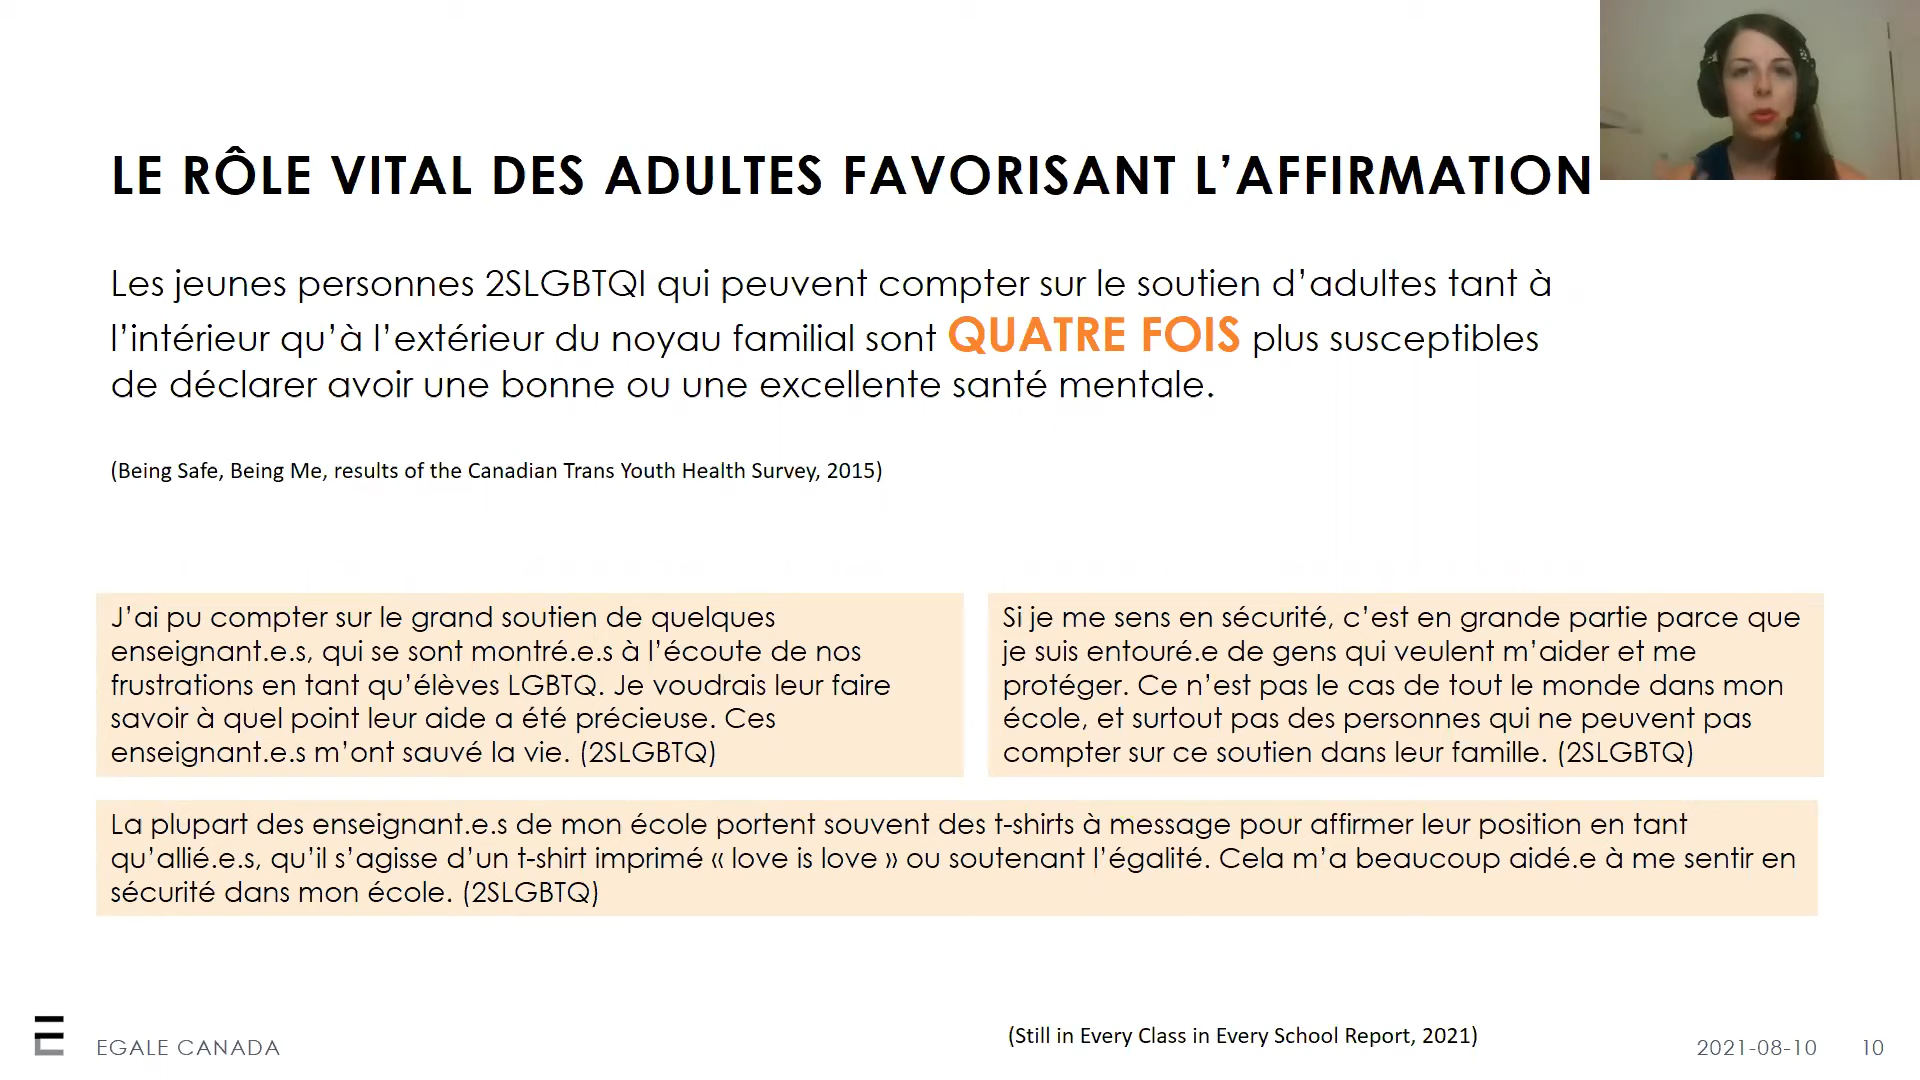 LE RÔLE VITAL DES ADULTES FAVORISANT L’AFFIRMATION
Les jeunes personnes 2SLGBTQI qui peuvent compter sur le soutien d’adultes tant à
l’intérieur qu’à l’extérieur du noyau familial sont QUATRE FOIS plus susceptibles
de déclarer avoir une bonne ou une excellente santé mentale.
(Being Safe, Being Me, results of the Canadian Trans Youth Health Survey, 2015)
J’ai pu compter sur le grand soutien de quelques
enseignant.e.s, qui se sont montré.e.s à l’écoute de nos
frustrations en tant qu’élèves LGBTQ. Je voudrais leur faire
savoir à quel point leur aide a été précieuse. Ces
enseignant.e.s m’ont sauvé la vie. (2SLGBTQ)
Si je me sens en sécurité, c’est en grande partie parce que
je suis entouré.e de gens qui veulent m’aider et me
protéger. Ce n’est pas le cas de tout le monde dans mon
école, et surtout pas des personnes qui ne peuvent pas
compter sur ce soutien dans leur famille. (2SLGBTQ)
La plupart des enseignant.e.s de mon école portent souvent des t-shirts à message pour affirmer leur position en tant
qu’allié.e.s, qu’il s’agisse d’un t-shirt imprimé « love is love » ou soutenant l’égalité. Cela m’a beaucoup aidé.e à me sentir en
sécurité dans mon école. (2SLGBTQ)
(Still in Every Class in Every School Report, 2021)
EGALE CANADA
2021-08-10
10